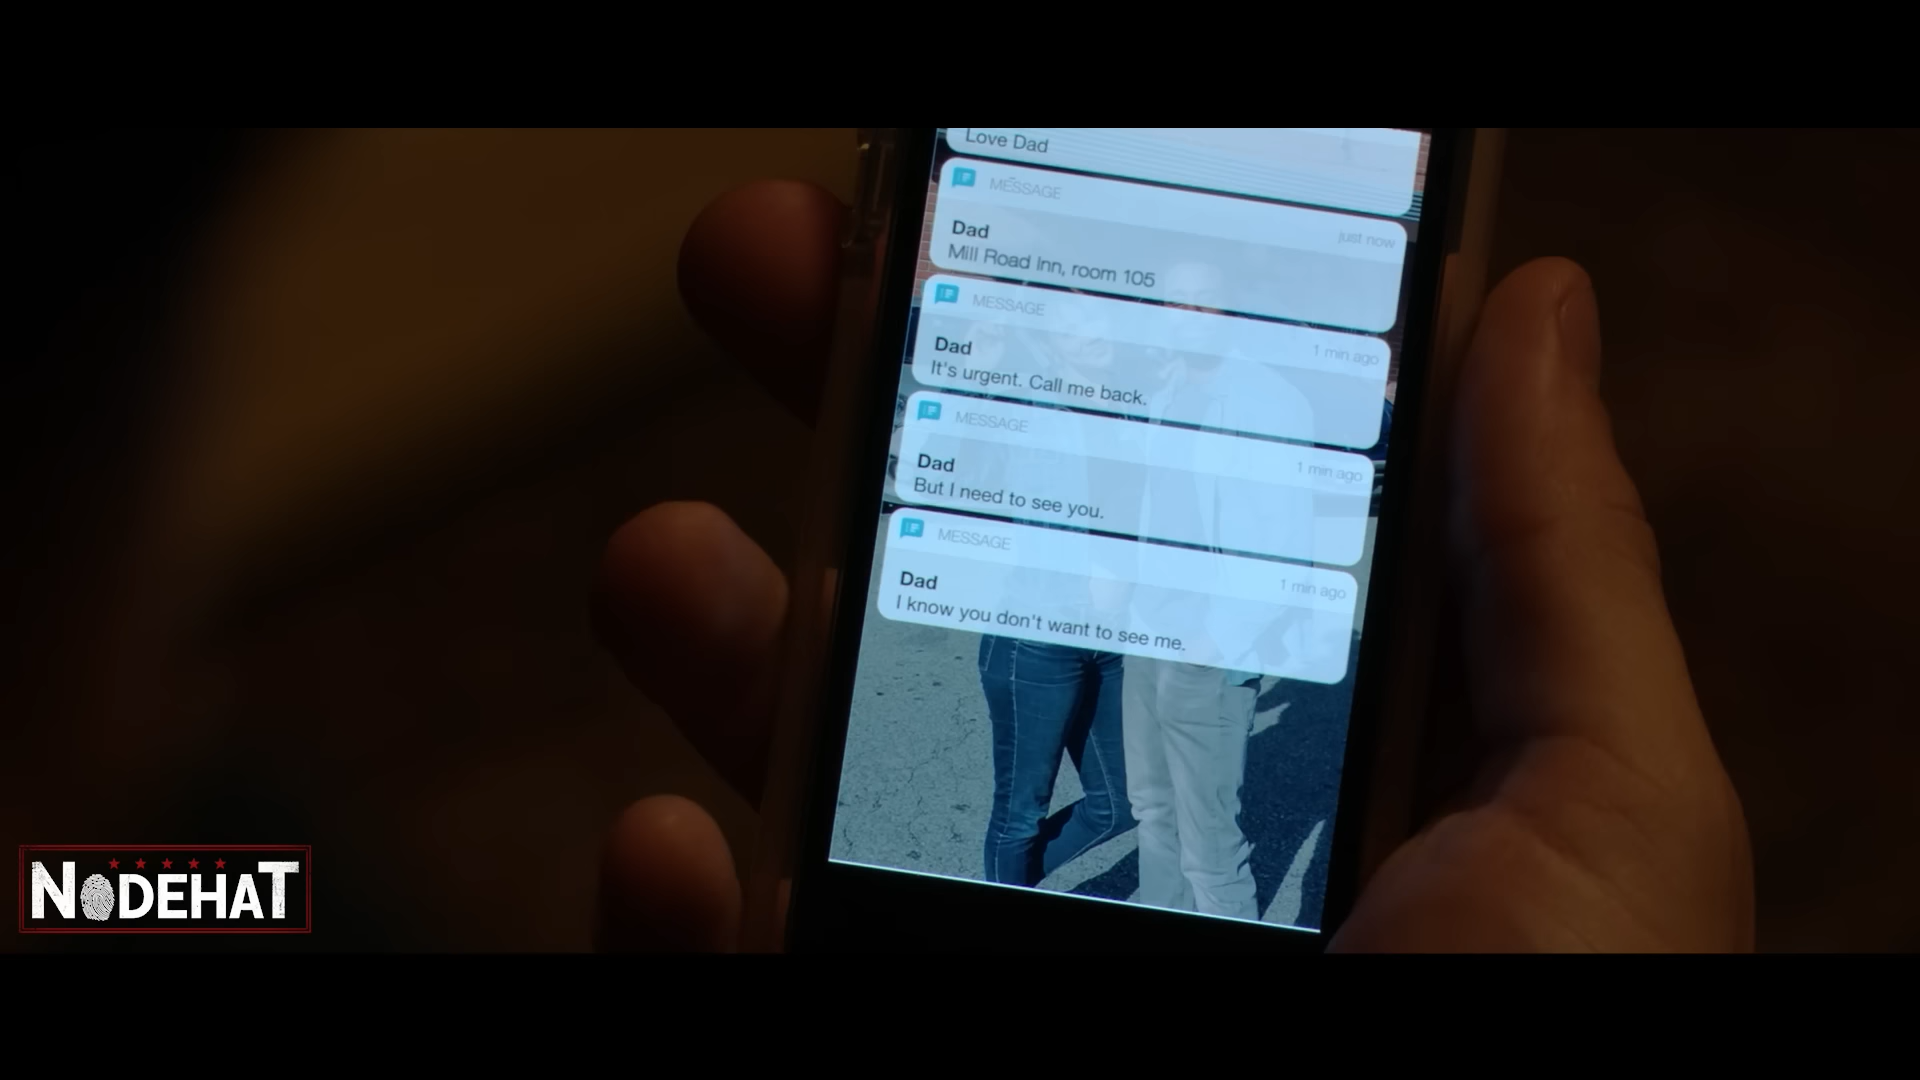 Love Dad
MESSAGE
just now
Dad
Mill Road Inn, room 105
MESSAGE
1 min ago
Dad
It's urgent. Call me back.
MESSAGE
1 min ago
Dad
But I need to see you.
MESSAGE
1 min ago
Dad
I know you don't want to see me.
NODEHAT